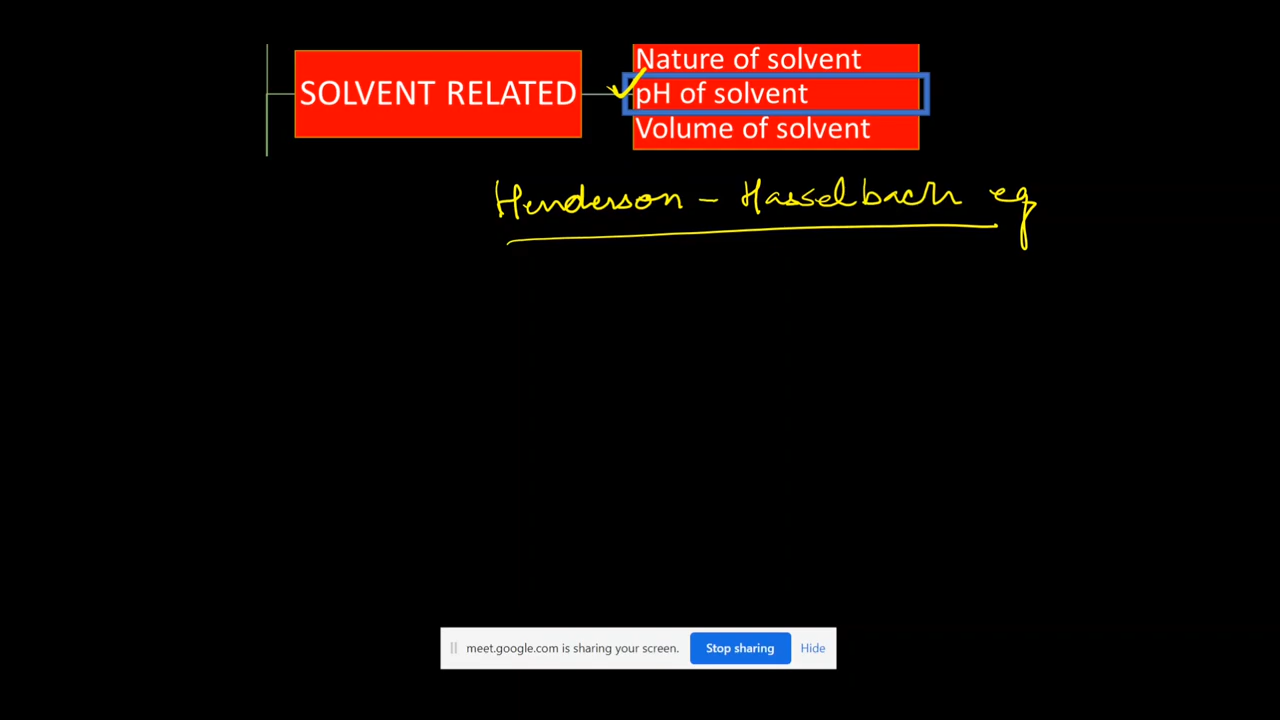 Nature of solvent
SOLVENT RELATED
pH of solvent
Volume of solvent
Henderson - Hasselbach eq
meet.google.com is sharing your screen.
Stop sharing
Hide